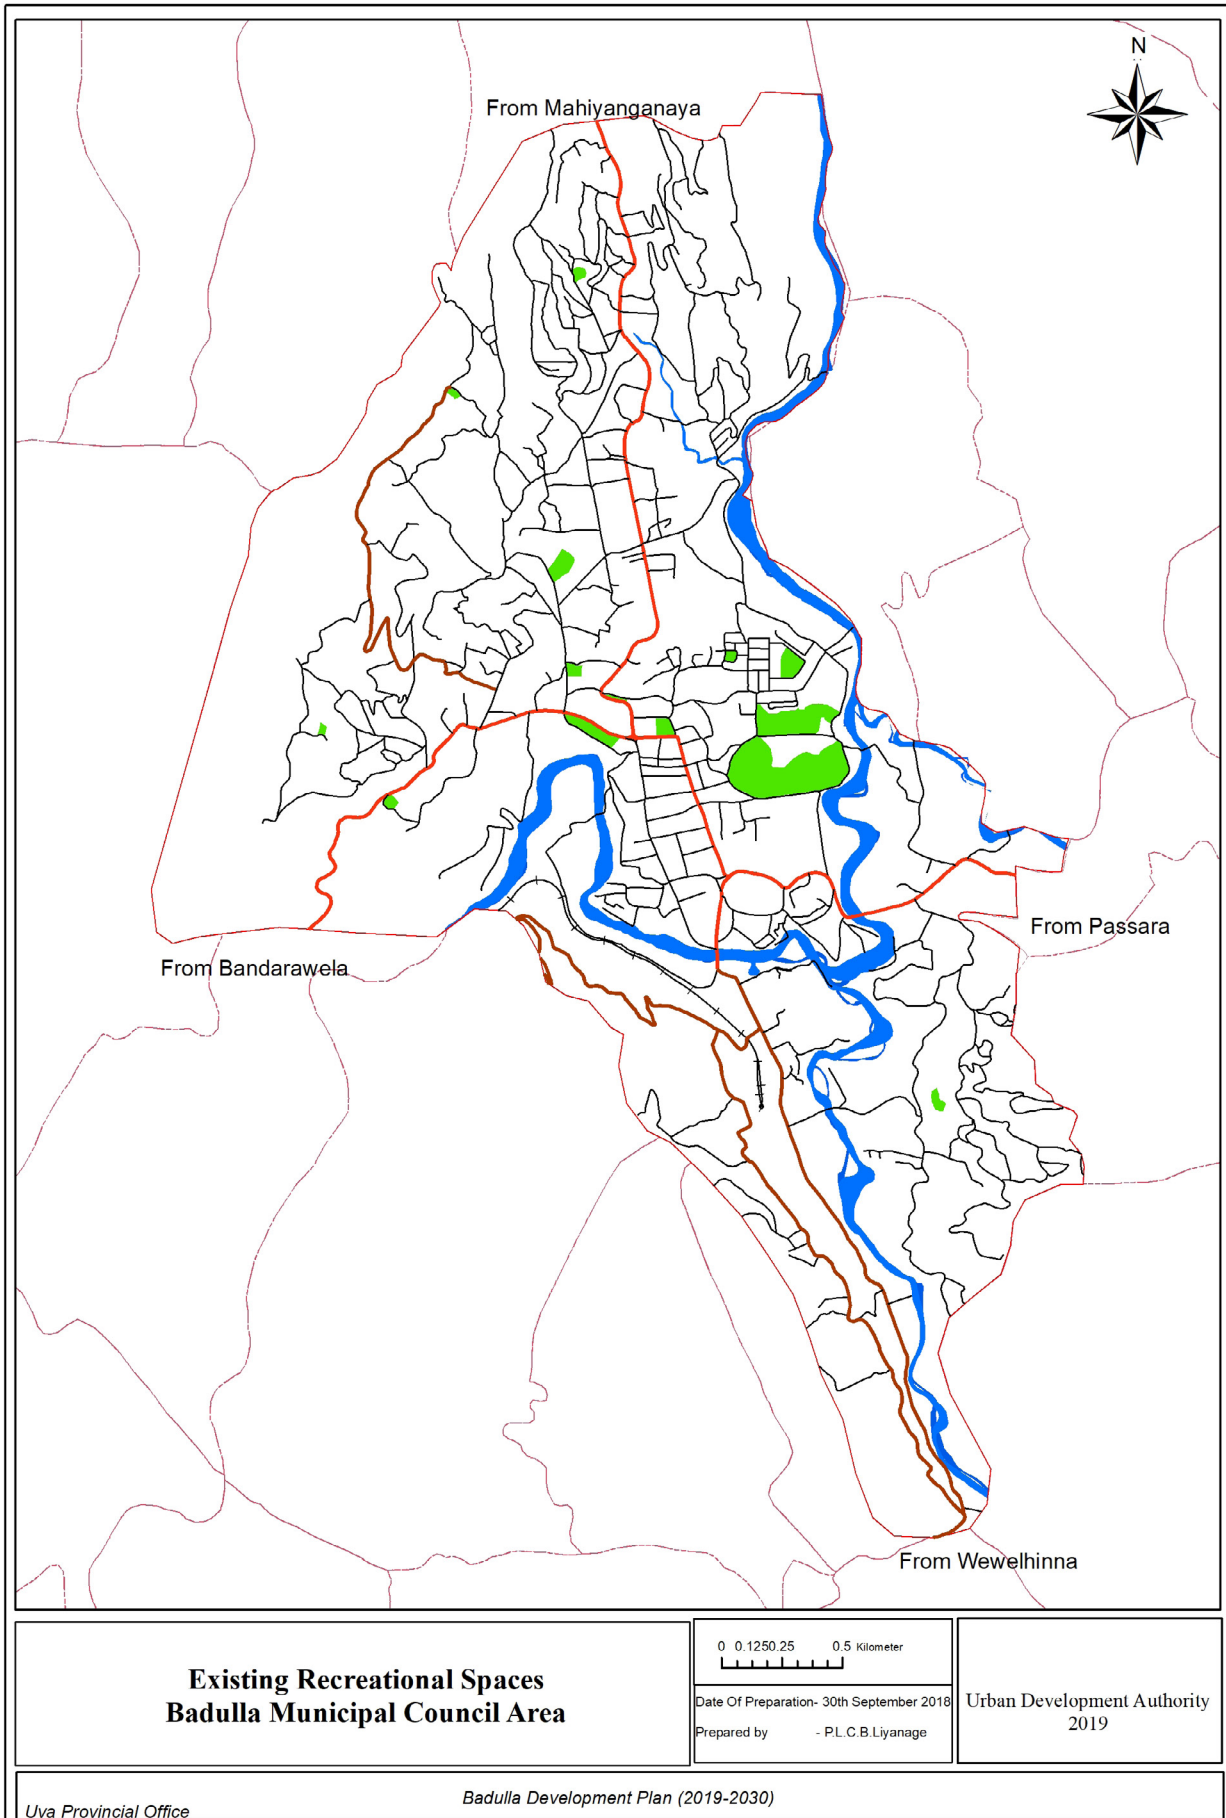 N
From Mahiyanganaya
From Passara
From Bandarawela
From Wewelhinna
Existing Recreational Spaces
Badulla Municipal Council Area
0 0.1250.25 0.5 Kilometer
Date Of Preparation- 30th September 2018
Prepared by - P.L.C.B.Liyanage
Urban Development Authority
2019
Badulla Development Plan (2019-2030)
Uva Provincial Office